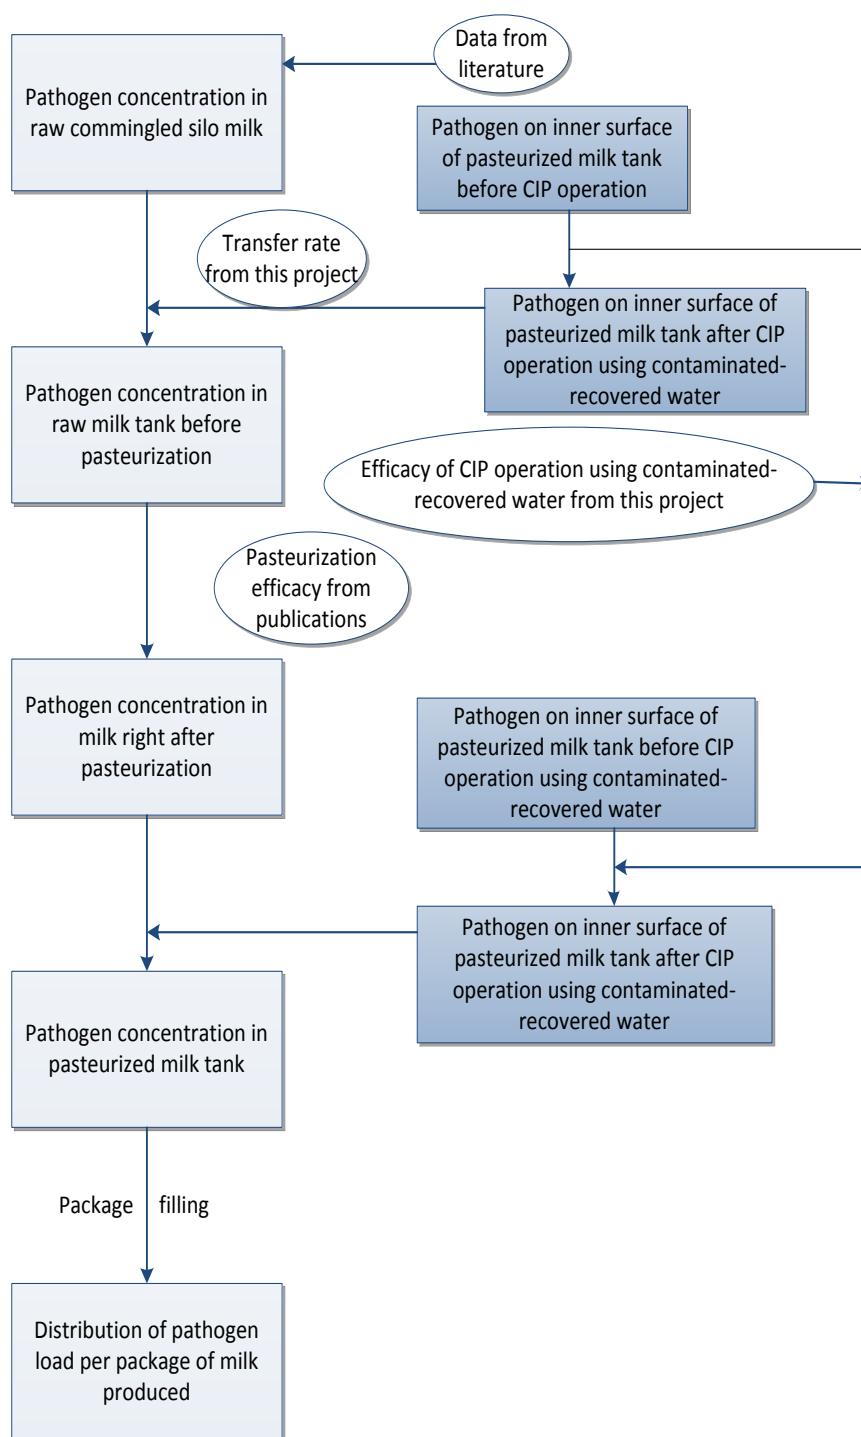 Data from
literature
Pathogen concentration in
raw commingled silo milk
Pathogen on inner surface
of pasteurized milk tank
before CIP operation
Transfer rate
from this project
Pathogen on inner surface of
pasteurized milk tank after CIP
operation using contaminated-
recovered water
Pathogen concentration in
raw milk tank before
pasteurization
Efficacy of CIP operation using contaminated-
recovered water from this project
Pasteurization
efficacy from
publications
Pathogen concentration in
milk right after
pasteurization
Pathogen on inner surface of
pasteurized milk tank before CIP
operation using contaminated-
recovered water
Pathogen on inner surface of
pasteurized milk tank after CIP
operation using contaminated-
recovered water
Pathogen concentration in
pasteurized milk tank
Package filling
Distribution of pathogen
load per package of milk
produced